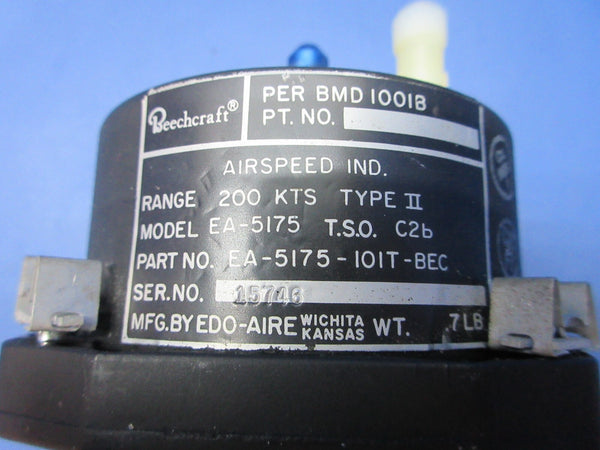 Beechcraft®
PER BMD 1001B
PT. NO.
AIRSPEED IND.
RANGE 200 KTS TYPE II
MODEL EA-5175 T.S.O. C2b
PART NO. EA-5175-101T-BEC
SER.NO. 15746
MFG.BY EDO-AIRE WICHITA KANSAS WT. .7LB